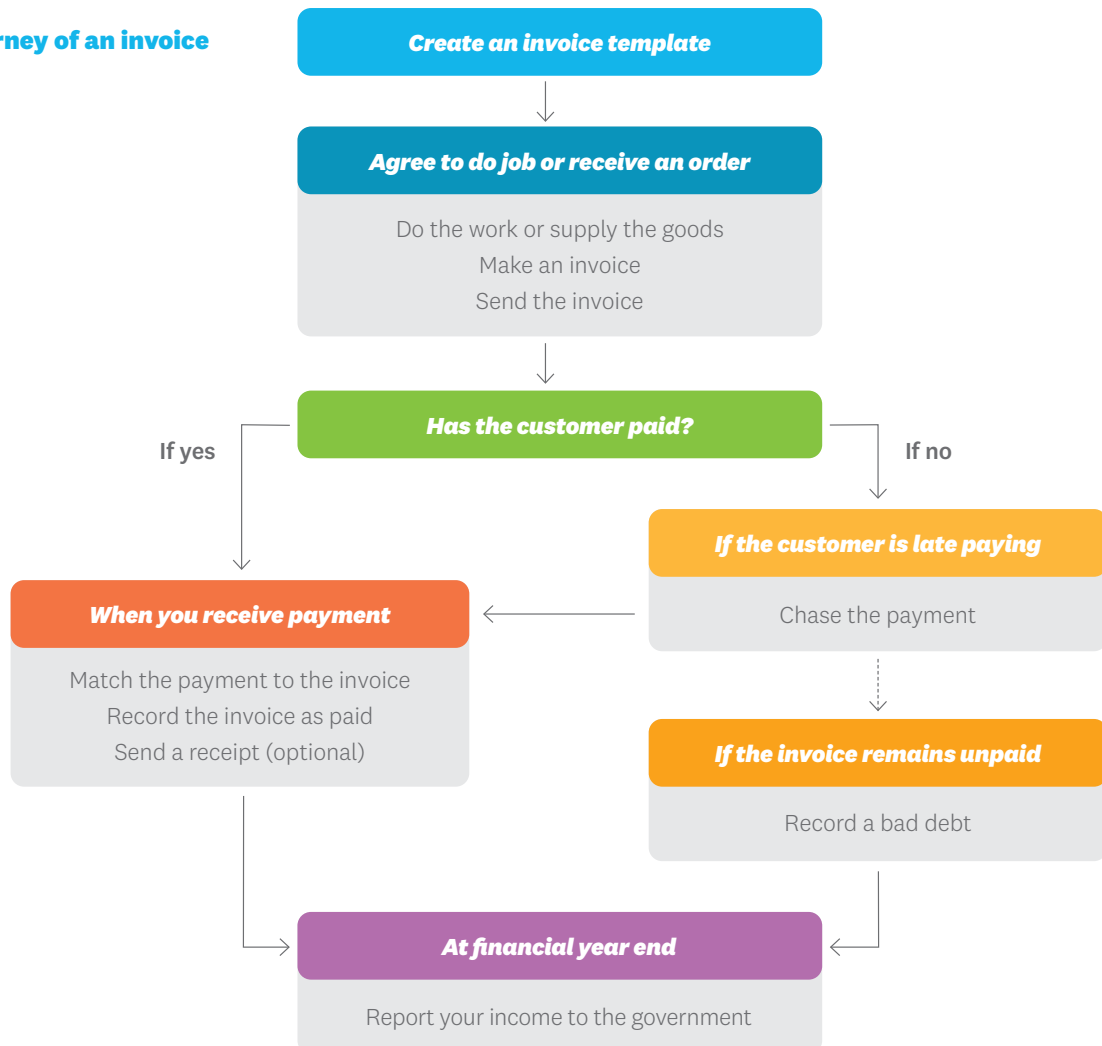 rney of an invoice
Create an invoice template
Agree to do job or receive an order
Do the work or supply the goods
Make an invoice
Send the invoice
Has the customer paid?
If yes
If no
If the customer is late paying
Chase the payment
When you receive payment
Match the payment to the invoice
Record the invoice as paid
Send a receipt (optional)
If the invoice remains unpaid
Record a bad debt
At financial year end
Report your income to the government